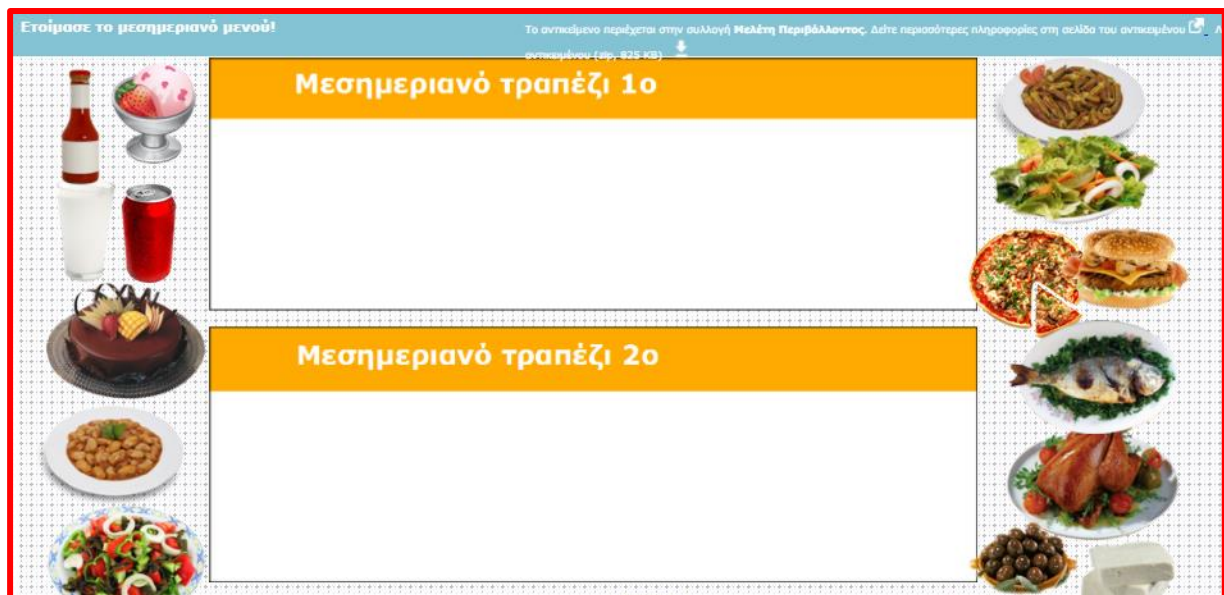 Ετοίμασε το μεσημεριανό μενού!
Το αντικείμενο περιέχεται στην συλλογή Μελέτη Περιβάλλοντος. Δείτε περισσότερες πληροφορίες στη σελίδα του αντικειμένου
αντικειμένου (zip, 825 KB)
Μεσημεριανό τραπέζι 1ο
Μεσημεριανό τραπέζι 2ο